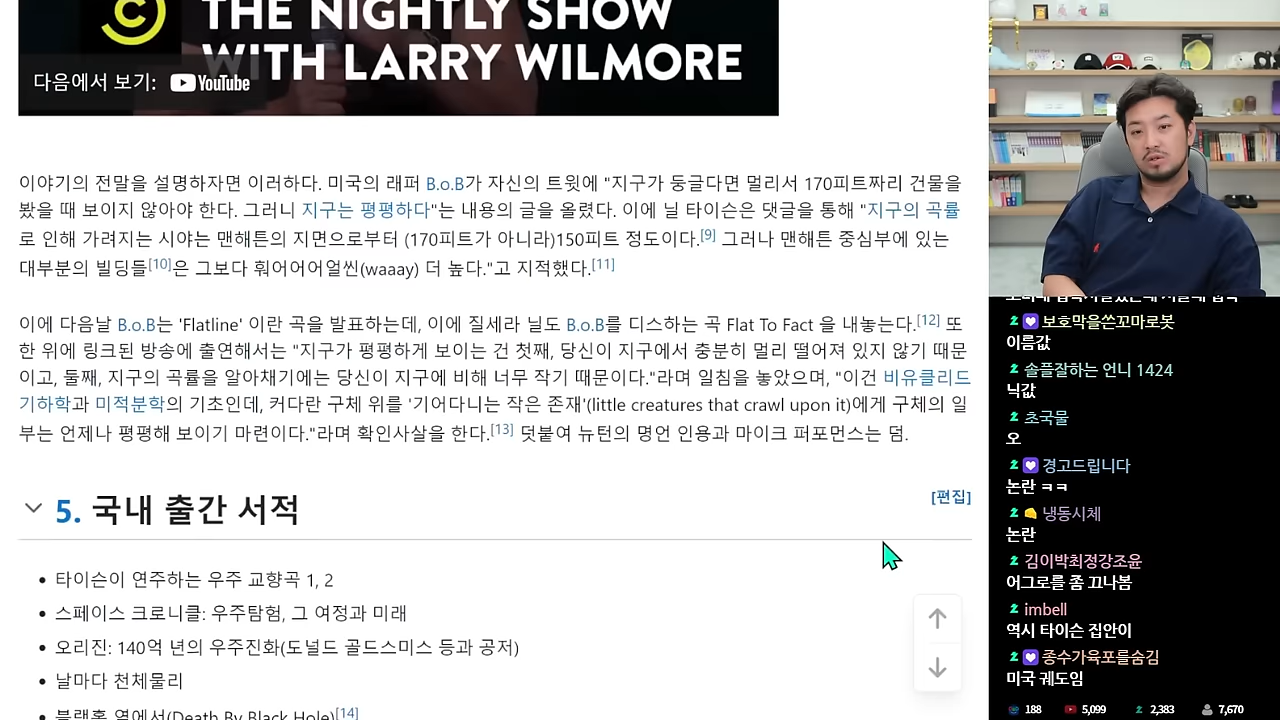 THE NIGHTLY SHOW
WITH LARRY WILMORE
다음에서 보기: YouTube
이야기의 전말을 설명하자면 이러하다. 미국의 래퍼 B.o.B가 자신의 트윗에 "지구가 둥글다면 멀리서 170피트짜리 건물을
봤을 때 보이지 않아야 한다. 그러니 지구는 평평하다"는 내용의 글을 올렸다. 이에 닐 타이슨은 댓글을 통해 "지구의 곡률
로 인해 가려지는 시야는 맨해튼의 지면으로부터 (170피트가 아니라)150피트 정도이다.[9] 그러나 맨해튼 중심부에 있는
대부분의 빌딩들[10]은 그보다 훠어어어얼씬(waaay) 더 높다."고 지적했다.[11]
이에 다음날 B.o.B는 'Flatline' 이란 곡을 발표하는데, 이에 질세라 닐도 B.o.B를 디스하는 곡 Flat To Fact 을 내놓는다.[12] 또
한 위에 링크된 방송에 출연해서는 "지구가 평평하게 보이는 건 첫째, 당신이 지구에서 충분히 멀리 떨어져 있지 않기 때문
이고, 둘째, 지구의 곡률을 알아채기에는 당신이 지구에 비해 너무 작기 때문이다."라며 일침을 놓았으며, "이건 비유클리드
기하학과 미적분학의 기초인데, 커다란 구체 위를 '기어다니는 작은 존재'(little creatures that crawl upon it)에게 구체의 일
부는 언제나 평평해 보이기 마련이다."라며 확인사살을 한다.[13] 덧붙여 뉴턴의 명언 인용과 마이크 퍼포먼스는 덤.
5. 국내 출간 서적
[편집]
타이슨이 연주하는 우주 교향곡 1, 2
스페이스 크로니클: 우주탐험, 그 여정과 미래
오리진: 140억 년의 우주진화(도널드 골드스미스 등과 공저)
날마다 천체물리
블랙홀 옆에서(Death By Black Hole)[14]
보호막을쓴꼬마로봇
이름값
솔플잘하는 언니 1424
닉값
초국물
오
경고드립니다
논란 ㅋㅋ
냉동시체
논란
김이박최정강조윤
어그로를 좀 끄나봄
imbell
역시 타이슨 집안이
종수가육포를숨김
미국 궤도임
188 5,099 2,383 7,670